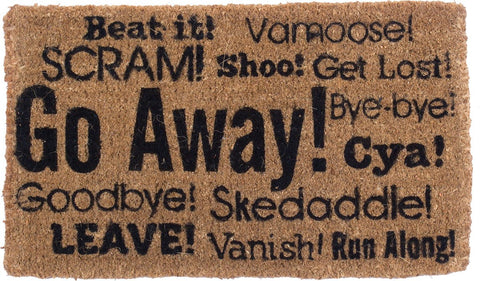 Beat it! Vamoose!
SCRAM! Shoo! Get Lost!
Go Away! Bye-bye!
Cya!
Goodbye! Skedaddle!
LEAVE! Vanish! Run Along!